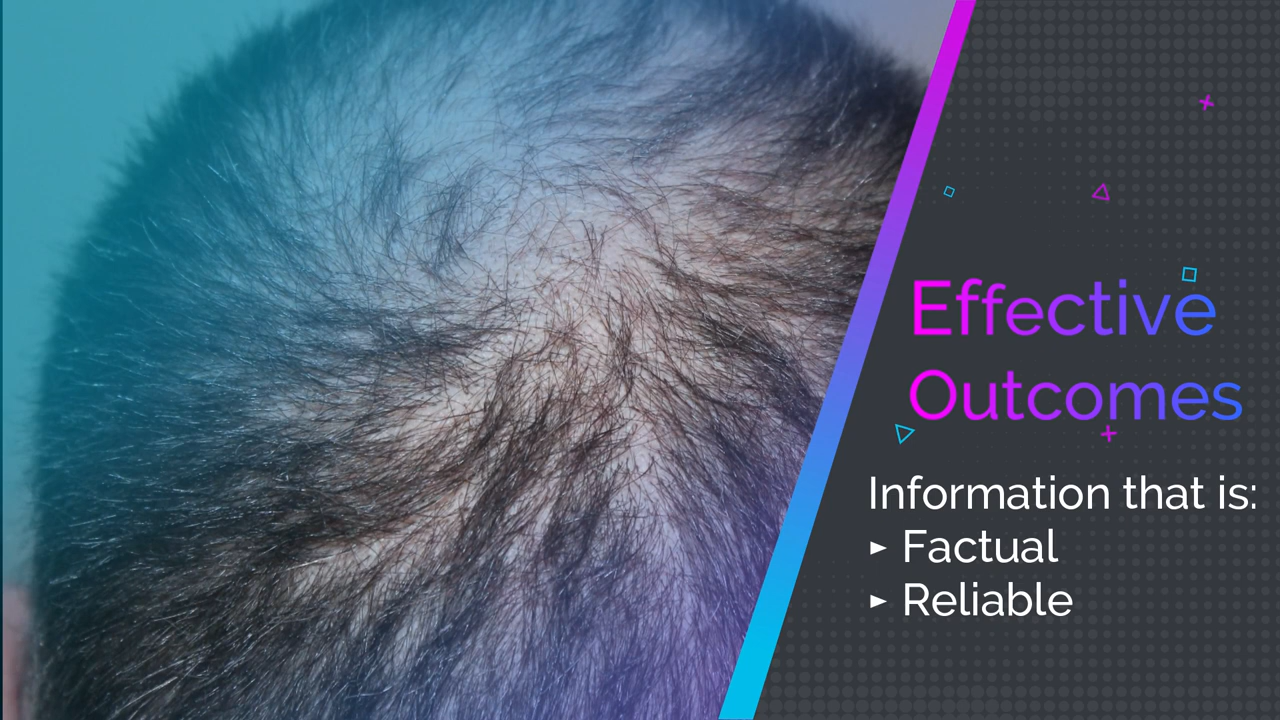 Effective
Outcomes
Information that is:
► Factual
► Reliable